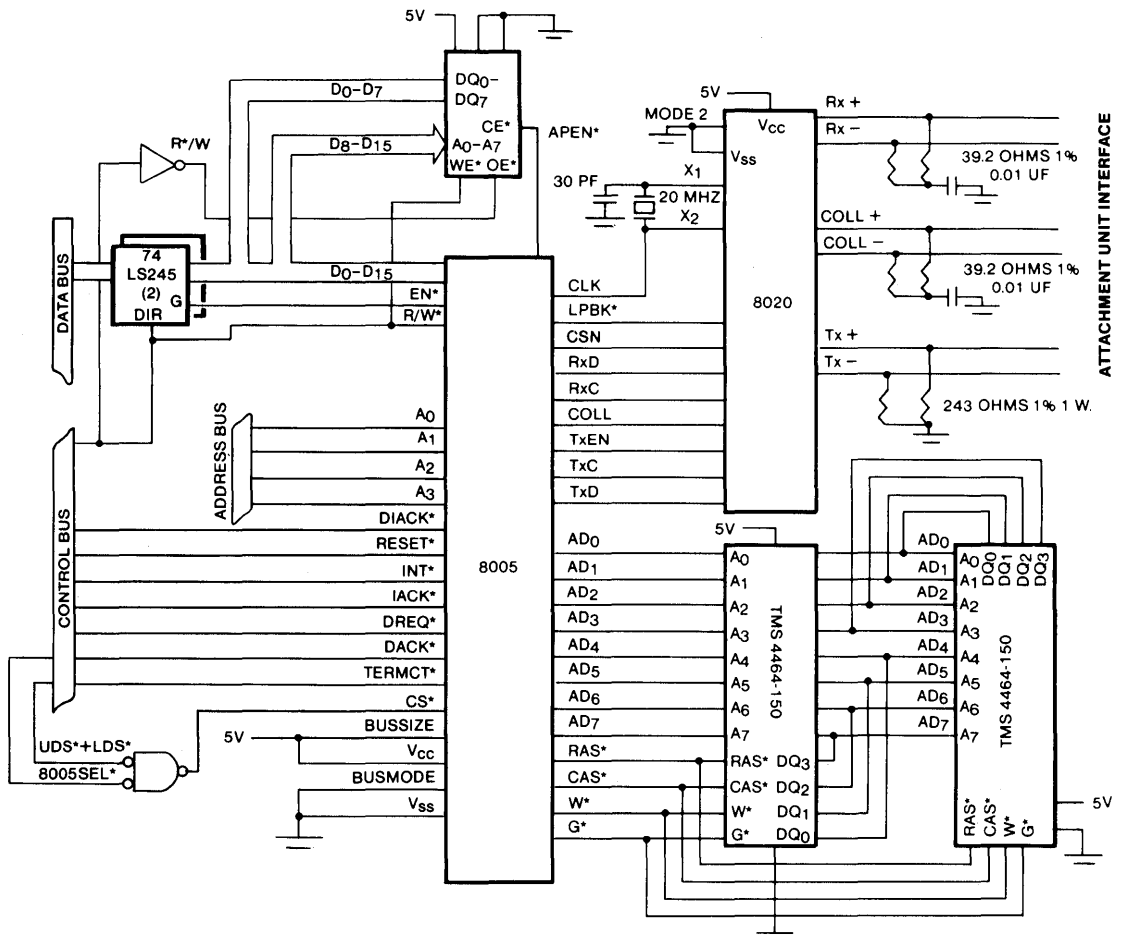 5V
DQ0-
DQ7
CE*
A0-A7
WE* OE*
D0-D7
D8-D15
R*/W
APEN*
DATA BUS
74
LS245
(2)
G
DIR
D0-D15
EN*
R/W*
ADDRESS BUS
A0
A1
A2
A3
CONTROL BUS
DIACK*
RESET*
INT*
IACK*
DREQ*
DACK*
TERMCT*
CS*
BUSSIZE
5V
VCC
BUSMODE
VSS
UDS*+LDS*
8005SEL*
8005
CLK
LPBK*
CSN
RxD
RxC
COLL
TxEN
TxC
TxD
AD0
AD1
AD2
AD3
AD4
AD5
AD6
AD7
RAS*
CAS*
W*
G*
5V
MODE 2
VCC
VSS
X1
30 PF
20 MHZ
X2
8020
Rx +
Rx -
39.2 OHMS 1%
0.01 UF
COLL +
COLL -
39.2 OHMS 1%
0.01 UF
Tx +
Tx -
243 OHMS 1% 1 W.
ATTACHMENT UNIT INTERFACE
5V
A0
A1
A2
A3
A4
A5
A6
A7
RAS* DQ3
CAS* DQ2
W* DQ1
G* DQ0
TMS 4464-150
AD0
AD1
AD2
AD3
AD4
AD5
AD6
AD7
DQ0
DQ1
DQ2
DQ3
A0
A1
A2
A3
A4
A5
A6
A7
TMS 4464-150
RAS*
CAS*
W*
G*
5V